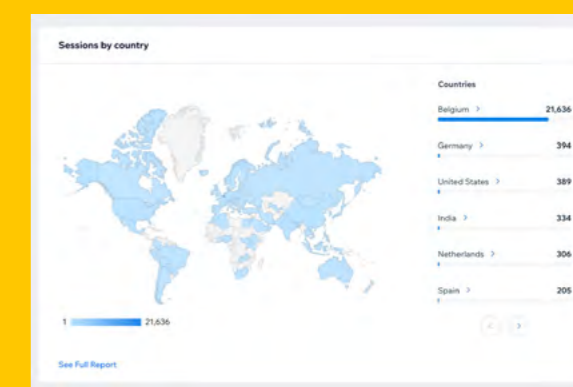 Sessions by country
Countries
Belgium > 21,636
Germany > 394
United States > 389
India > 334
Netherlands > 306
Spain > 205
1 21,636
See Full Report